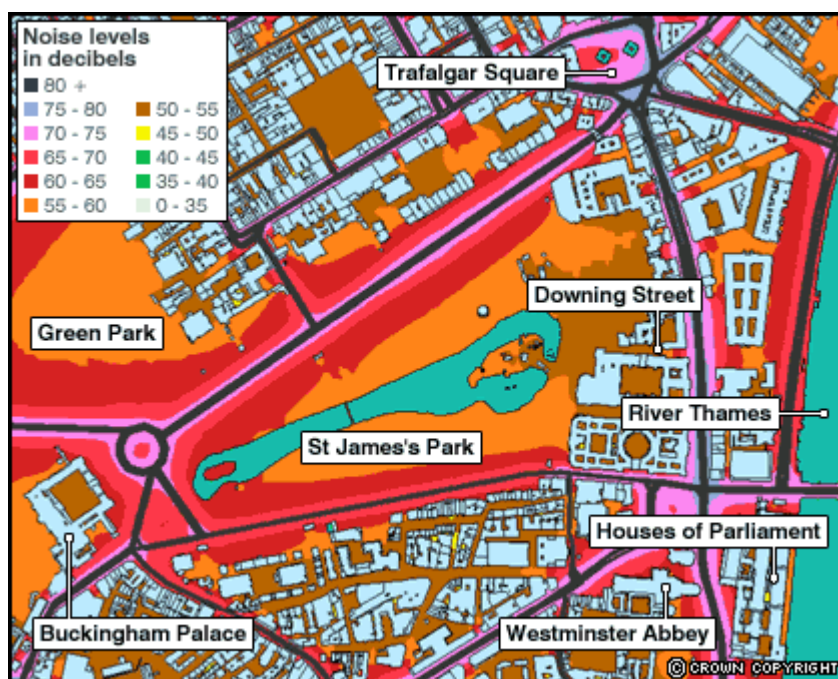 Noise levels
in decibels
80 +
75 - 80
70 - 75
65 - 70
60 - 65
55 - 60
50 - 55
45 - 50
40 - 45
35 - 40
0 - 35
Trafalgar Square
Downing Street
Green Park
River Thames
St James's Park
Houses of Parliament
Buckingham Palace
Westminster Abbey
© CROWN COPYRIGHT